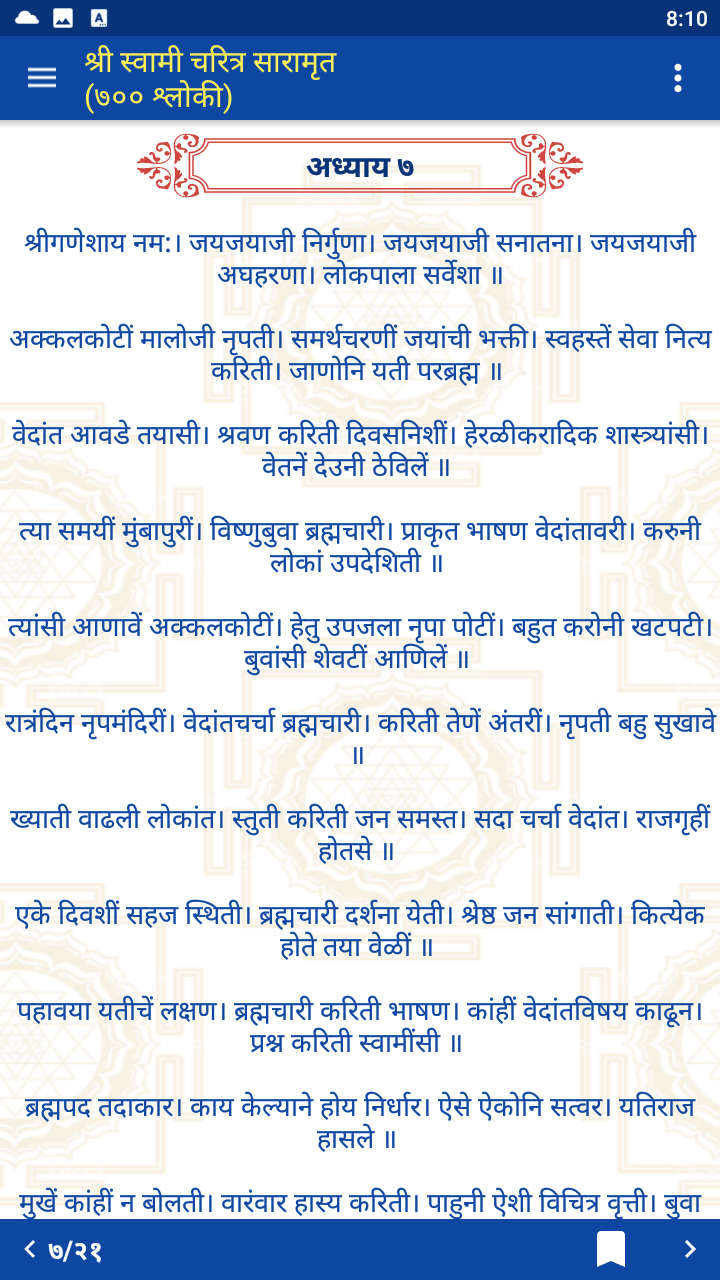 8:10
श्री स्वामी चरित्र सारामृत
(७०० श्लोकी)
अध्याय ७
श्रीगणेशाय नम:। जयजयाजी निर्गुणा। जयजयाजी सनातना। जयजयाजी
अघहरणा। लोकपाला सर्वेशा ॥
अक्कलकोटीं मालोजी नृपती। समर्थचरणीं जयांची भक्ती। स्वहस्तें सेवा नित्य
करिती। जाणोनि यती परब्रह्म ॥
वेदांत आवडे तयासी। श्रवण करिती दिवसनिशीं। हेरळीकरादिक शास्त्र्यांसी।
वेतनें देउनी ठेविलें ॥
त्या समयीं मुंबापुरीं। विष्णुबुवा ब्रह्मचारी। प्राकृत भाषण वेदांतावरी। करुनी
लोकां उपदेशिती ॥
त्यांसी आणावें अक्कलकोटीं। हेतु उपजला नृपा पोटीं। बहुत करोनी खटपटी।
बुवांसी शेवटीं आणिलें ॥
रात्रंदिन नृपमंदिरीं। वेदांतचर्चा ब्रह्मचारी। करिती तेणें अंतरीं। नृपती बहु सुखावे
॥
ख्याती वाढली लोकांत। स्तुती करिती जन समस्त। सदा चर्चा वेदांत। राजगृहीं
होतसे ॥
एके दिवशीं सहज स्थिती। ब्रह्मचारी दर्शना येती। श्रेष्ठ जन सांगाती। कित्येक
होते तया वेळीं ॥
पहावया यतीचें लक्षण। ब्रह्मचारी करिती भाषण। कांहीं वेदांतविषय काढून।
प्रश्न करिती स्वामींसी ॥
ब्रह्मपद तदाकार। काय केल्याने होय निर्धार। ऐसे ऐकोनि सत्वर। यतिराज
हासले ॥
मुखें कांहीं न बोलती। वारंवार हास्य करिती। पाहुनी ऐशी विचित्र वृत्ती। बुवा
७/२१